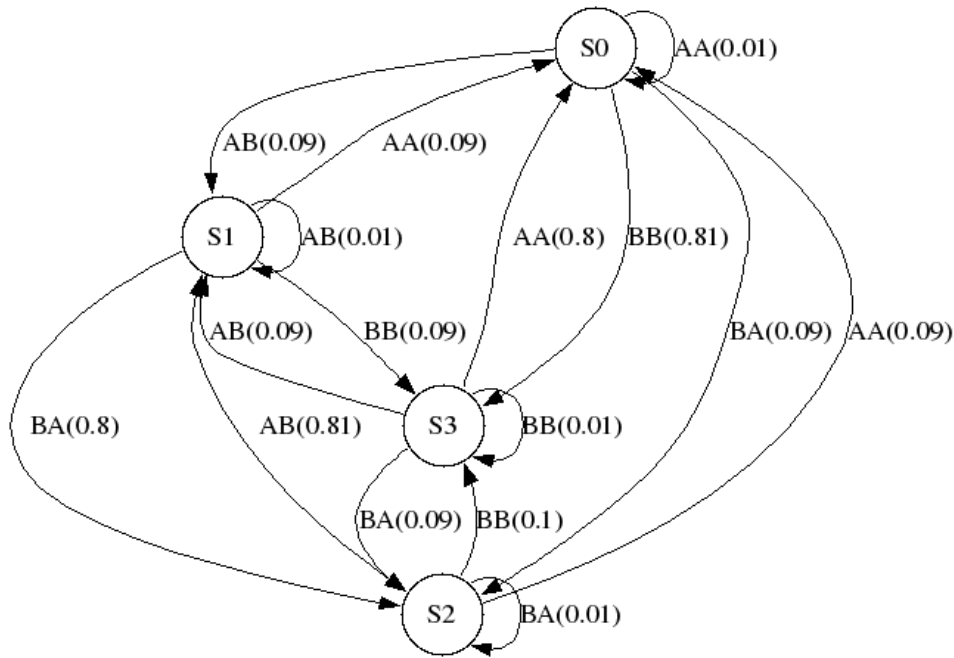 S0
AA(0.01)
AB(0.09)
AA(0.09)
S1
AB(0.01)
AA(0.8)
BB(0.81)
AB(0.09)
BB(0.09)
BA(0.09)
AA(0.09)
BA(0.8)
AB(0.81)
S3
BB(0.01)
BA(0.09)
BB(0.1)
S2
BA(0.01)